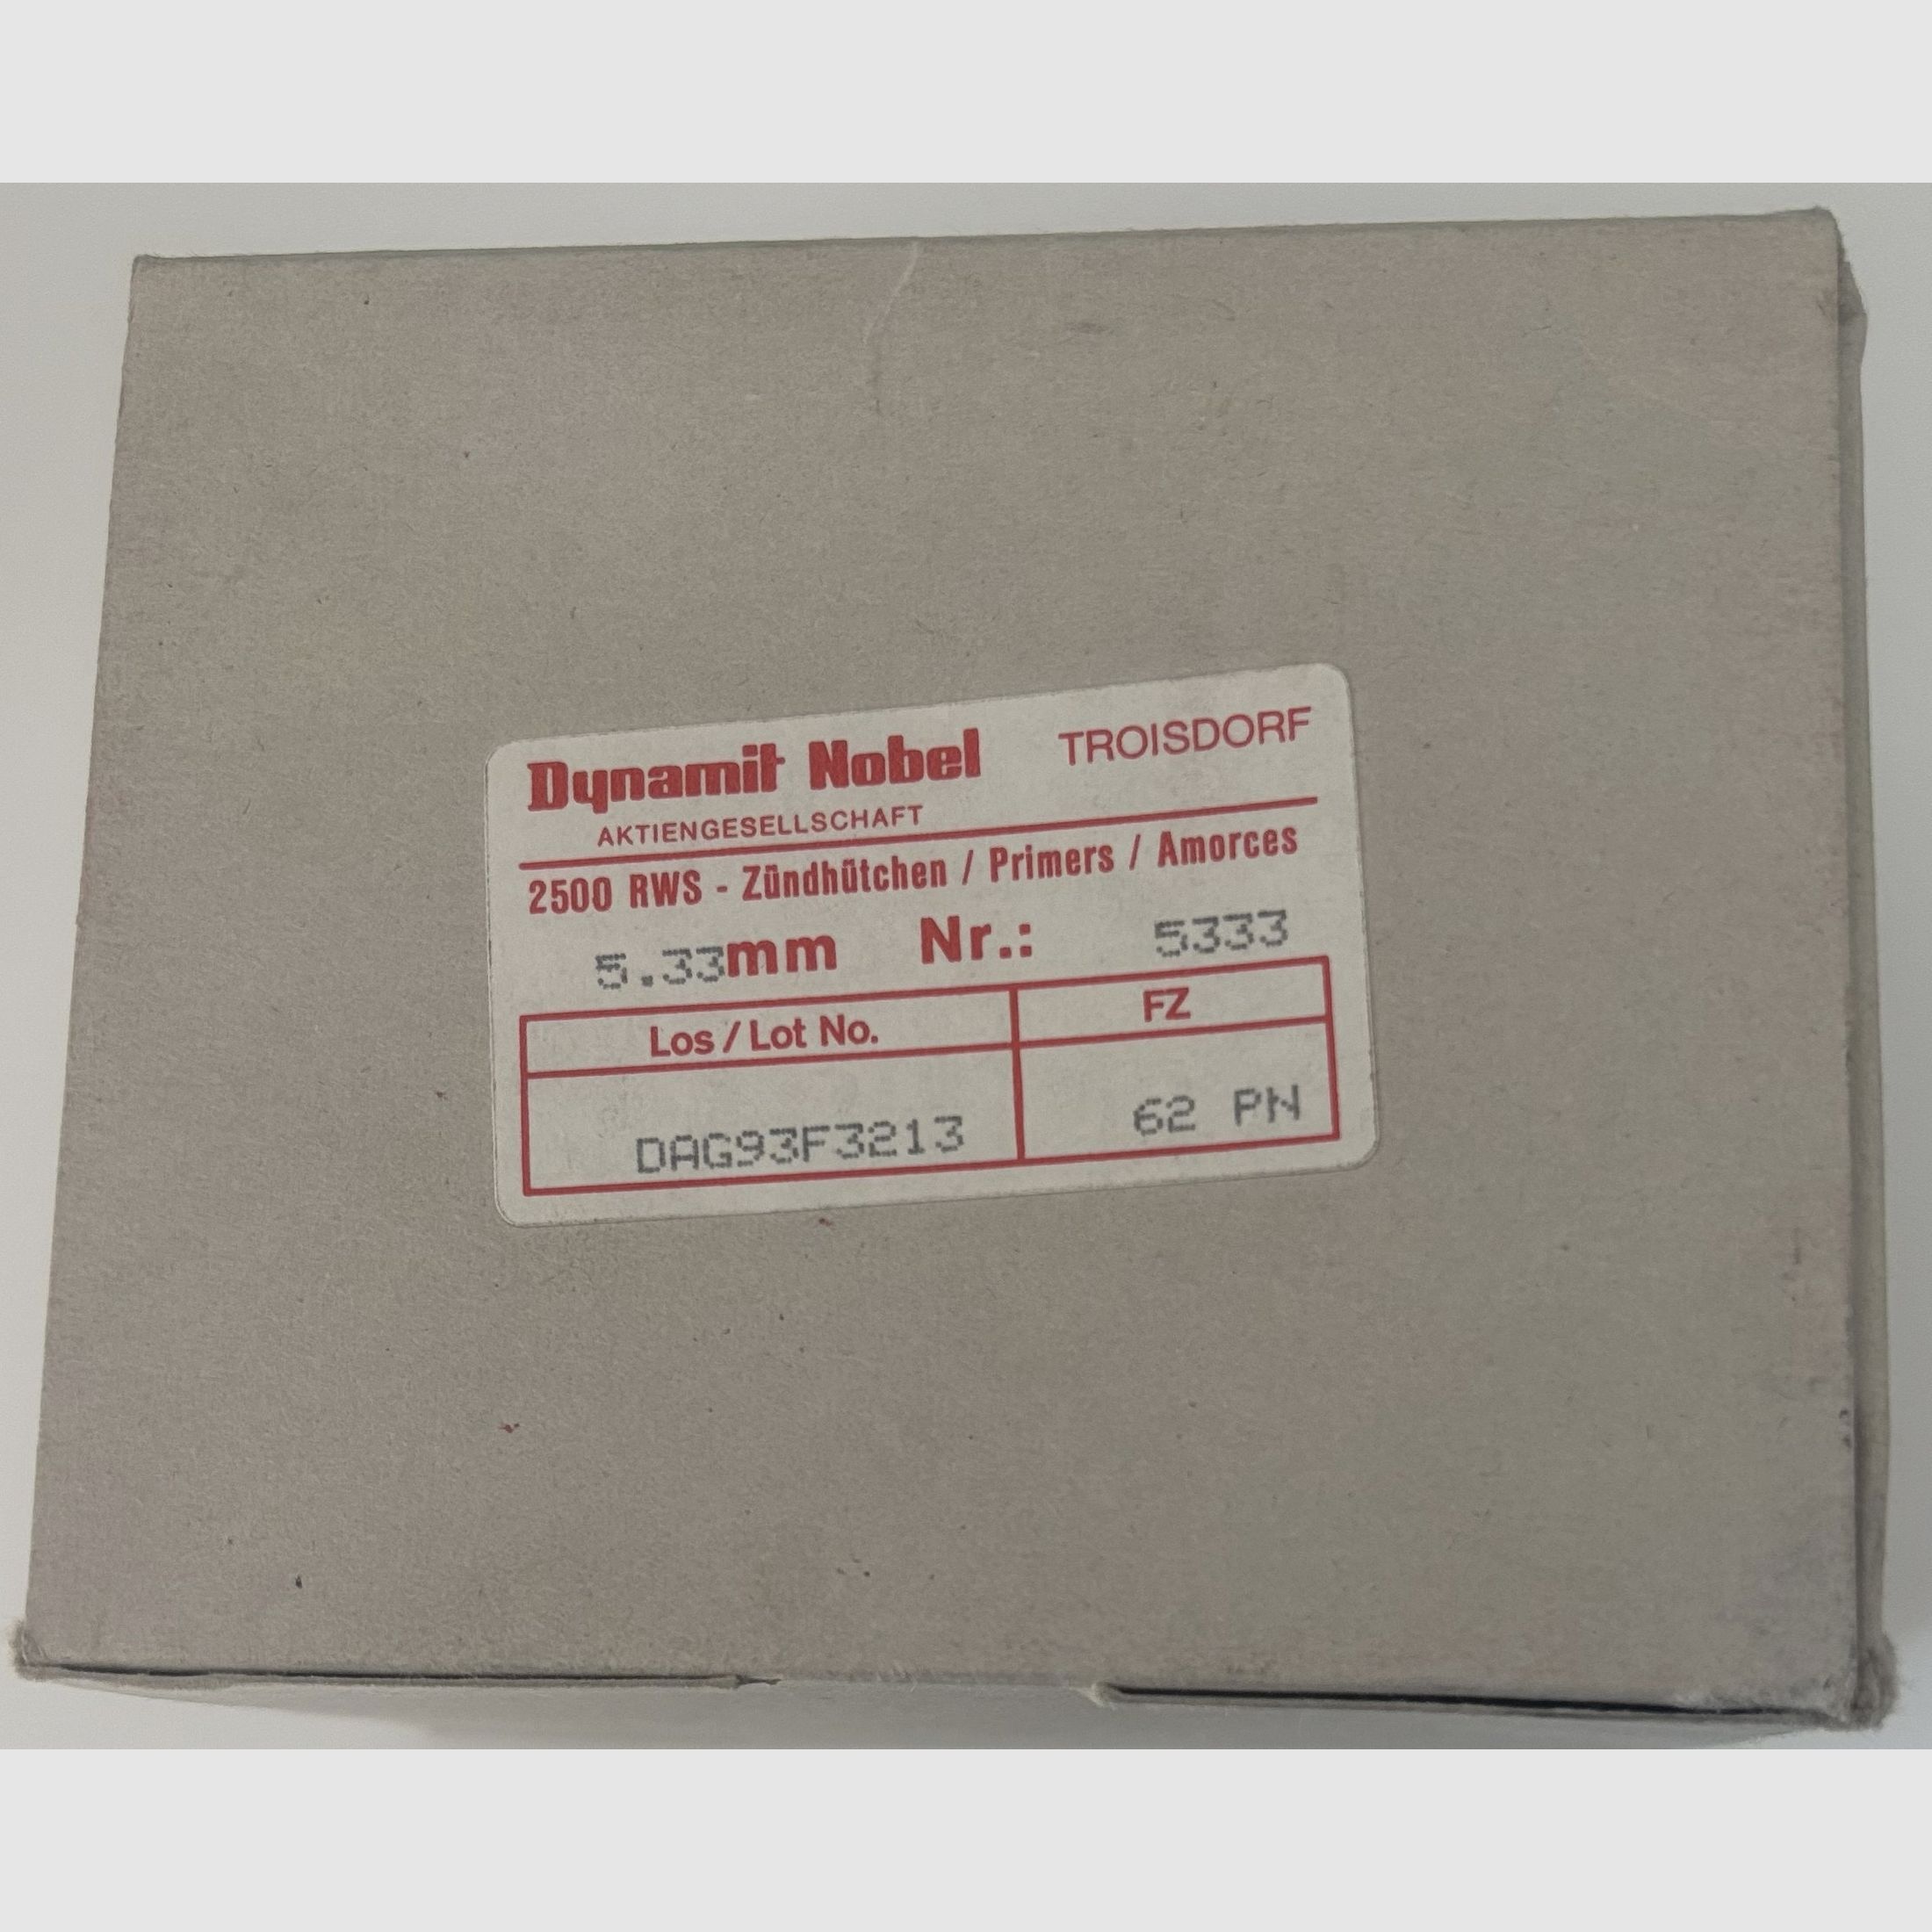 Dynamit Nobel TROISDORF
AKTIENGESELLSCHAFT
2500 RWS - Zündhütchen / Primers / Amorces
5.33mm Nr.: 5333
Los / Lot No. FZ
DAG93F3213 62 PN